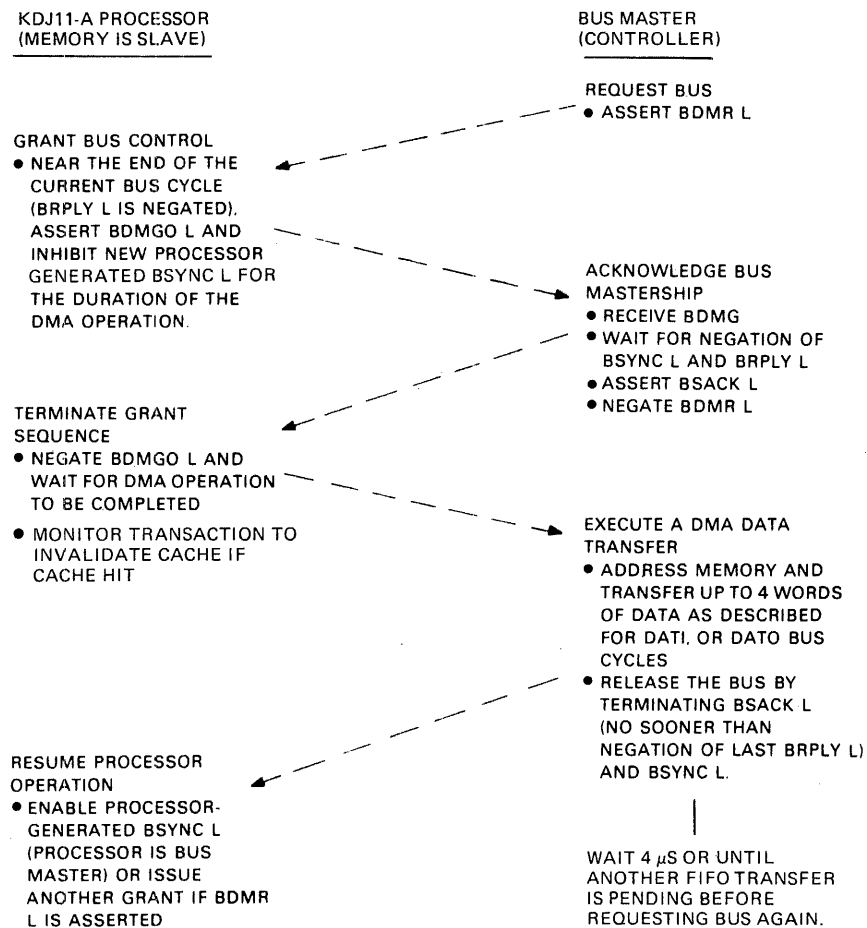 KDJ11-A PROCESSOR
(MEMORY IS SLAVE)
BUS MASTER
(CONTROLLER)
REQUEST BUS
• ASSERT BDMR L
GRANT BUS CONTROL
• NEAR THE END OF THE
CURRENT BUS CYCLE
(BRPLY L IS NEGATED),
ASSERT BDMGO L AND
INHIBIT NEW PROCESSOR
GENERATED BSYNC L FOR
THE DURATION OF THE
DMA OPERATION.
ACKNOWLEDGE BUS
MASTERSHIP
• RECEIVE BDMG
• WAIT FOR NEGATION OF
BSYNC L AND BRPLY L
• ASSERT BSACK L
• NEGATE BDMR L
TERMINATE GRANT
SEQUENCE
• NEGATE BDMGO L AND
WAIT FOR DMA OPERATION
TO BE COMPLETED
• MONITOR TRANSACTION TO
INVALIDATE CACHE IF
CACHE HIT
EXECUTE A DMA DATA
TRANSFER
• ADDRESS MEMORY AND
TRANSFER UP TO 4 WORDS
OF DATA AS DESCRIBED
FOR DATI, OR DATO BUS
CYCLES
• RELEASE THE BUS BY
TERMINATING BSACK L
(NO SOONER THAN
NEGATION OF LAST BRPLY L)
AND BSYNC L.
RESUME PROCESSOR
OPERATION
• ENABLE PROCESSOR-
GENERATED BSYNC L
(PROCESSOR IS BUS
MASTER) OR ISSUE
ANOTHER GRANT IF BDMR
L IS ASSERTED
WAIT 4 µS OR UNTIL
ANOTHER FIFO TRANSFER
IS PENDING BEFORE
REQUESTING BUS AGAIN.